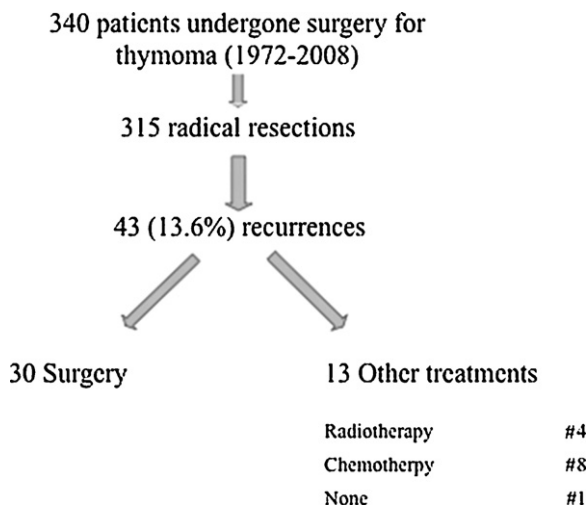 340 patients undergone surgery for
thymoma (1972-2008)
315 radical resections
43 (13.6%) recurrences
30 Surgery
13 Other treatments
Radiotherapy #4
Chemotherpy #8
None #1